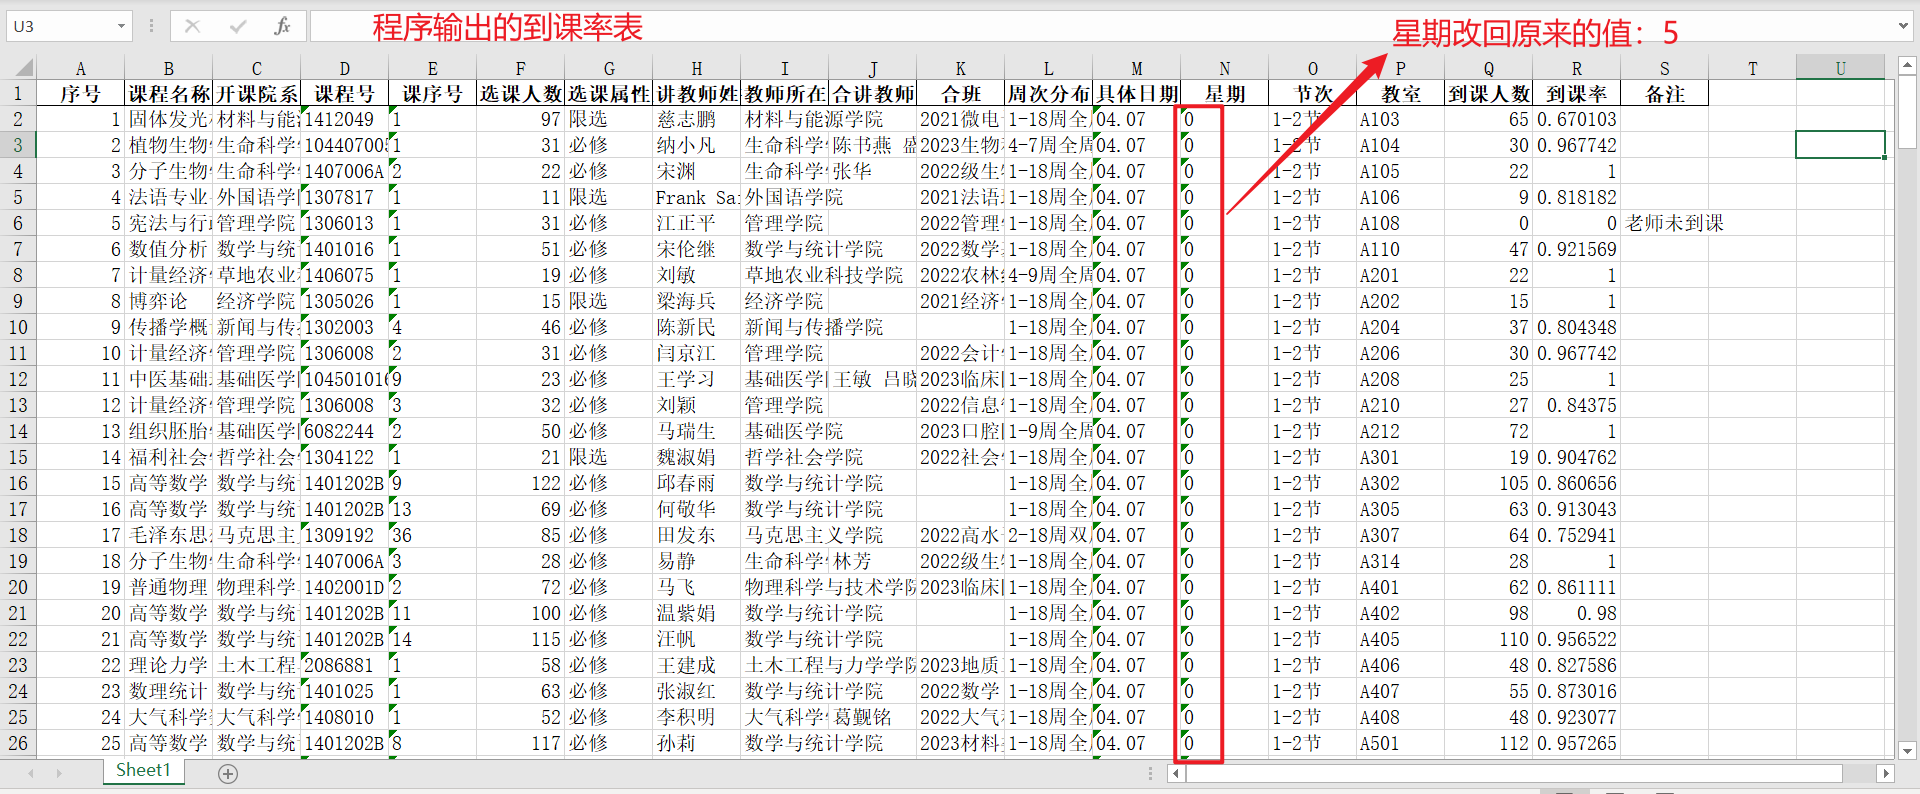 U3
fx
程序输出的到课率表
星期改回原来的值：5
A B C D E F G H I J K L M N O P Q R S T U
1 序号 课程名称 开课院系 课程号 课序号 选课人数 选课属性 讲教师姓 教师所在 合讲教师 合班 周次分布 具体日期 星期 节次 教室 到课人数 到课率 备注
2 1 固体发光 材料与能 1412049 1 97 限选 慈志鹏 材料与能源学院 2021微电 1-18周全 04.07 0 1-2节 A103 65 0.670103
3 2 植物生物 生命科学 104407005 1 31 必修 纳小凡 生命科学 陈书燕 盛 2023生物 4-7周全周 04.07 0 1-2节 A104 30 0.967742
4 3 分子生物 生命科学 1407006A 2 22 必修 宋渊 生命科学 张华 2022级生 1-18周全 04.07 0 1-2节 A105 22 1
5 4 法语专业 外国语学 1307817 1 11 限选 Frank Sa 外国语学院 2021法语 1-18周全 04.07 0 1-2节 A106 9 0.818182
6 5 宪法与行 管理学院 1306013 1 31 必修 江正平 管理学院 2022管理 1-18周全 04.07 0 1-2节 A108 0 0 老师未到课
7 6 数值分析 数学与统 1401016 1 51 必修 宋伦继 数学与统计学院 2022数学 1-18周全 04.07 0 1-2节 A110 47 0.921569
8 7 计量经济 草地农业 1406075 1 19 必修 刘敏 草地农业科技学院 2022农林 4-9周全周 04.07 0 1-2节 A201 22 1
9 8 博弈论 经济学院 1305026 1 15 限选 梁海兵 经济学院 2021经济 1-18周全 04.07 0 1-2节 A202 15 1
10 9 传播学概 新闻与传 1302003 4 46 必修 陈新民 新闻与传播学院 1-18周全 04.07 0 1-2节 A204 37 0.804348
11 10 计量经济 管理学院 1306008 2 31 必修 闫京江 管理学院 2022会计 1-18周全 04.07 0 1-2节 A206 30 0.967742
12 11 中医基础 基础医学 104501016 9 23 必修 王学习 基础医学 王敏 吕晓 2023临床 1-18周全 04.07 0 1-2节 A208 25 1
13 12 计量经济 管理学院 1306008 3 32 必修 刘颖 管理学院 2022信息 1-18周全 04.07 0 1-2节 A210 27 0.84375
14 13 组织胚胎 基础医学 6082244 2 50 必修 马瑞生 基础医学院 2023口腔 1-9周全周 04.07 0 1-2节 A212 72 1
15 14 福利社会 哲学社会 1304122 1 21 限选 魏淑娟 哲学社会学院 2022社会 1-18周全 04.07 0 1-2节 A301 19 0.904762
16 15 高等数学 数学与统 1401202B 9 122 必修 邱春雨 数学与统计学院 1-18周全 04.07 0 1-2节 A302 105 0.860656
17 16 高等数学 数学与统 1401202B 13 69 必修 何敬华 数学与统计学院 1-18周全 04.07 0 1-2节 A305 63 0.913043
18 17 毛泽东思 马克思主 1309192 36 85 必修 田发东 马克思主义学院 2022高水 2-18周双 04.07 0 1-2节 A307 64 0.752941
19 18 分子生物 生命科学 1407006A 3 28 必修 易静 生命科学 林芳 2022级生 1-18周全 04.07 0 1-2节 A314 28 1
20 19 普通物理 物理科学 1402001D 2 72 必修 马飞 物理科学与技术学院 2023临床 1-18周全 04.07 0 1-2节 A401 62 0.861111
21 20 高等数学 数学与统 1401202B 11 100 必修 温紫娟 数学与统计学院 1-18周全 04.07 0 1-2节 A402 98 0.98
22 21 高等数学 数学与统 1401202B 14 115 必修 汪帆 数学与统计学院 1-18周全 04.07 0 1-2节 A405 110 0.956522
23 22 理论力学 土木工程 2086881 1 58 必修 王建成 土木工程与力学学院 2023地质 1-18周全 04.07 0 1-2节 A406 48 0.827586
24 23 数理统计 数学与统 1401025 1 63 必修 张淑红 数学与统计学院 2022数学 1-18周全 04.07 0 1-2节 A407 55 0.873016
25 24 大气科学 大气科学 1408010 1 52 必修 李积明 大气科学 葛觐铭 2022大气 1-18周全 04.07 0 1-2节 A408 48 0.923077
26 25 高等数学 数学与统 1401202B 8 117 必修 孙莉 数学与统计学院 2023材料 1-18周全 04.07 0 1-2节 A501 112 0.957265
Sheet1